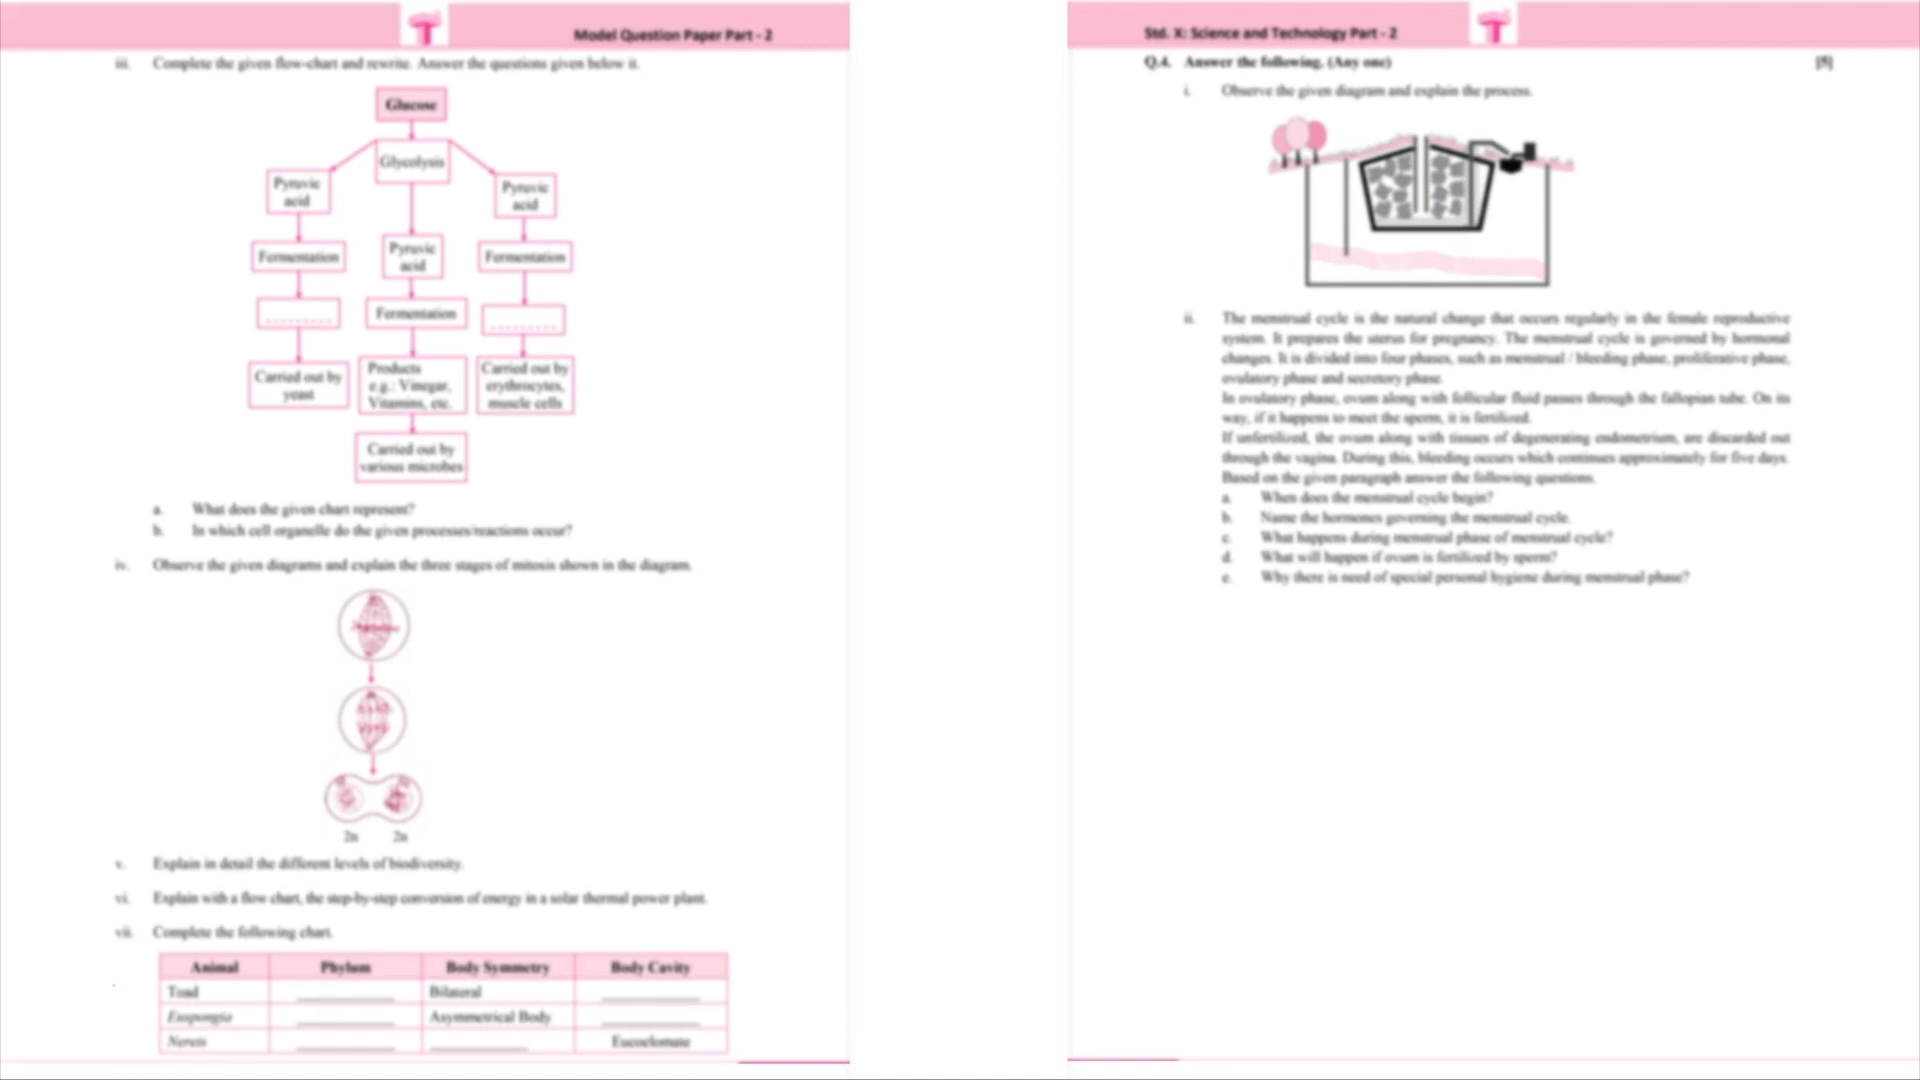 Model Question Paper Part - 2
iii. Complete the given flow-chart and rewrite. Answer the questions given below it.
Glucose
Glycolysis
Pyruvic
acid
Pyruvic
acid
Fermentation
Pyruvic
acid
Fermentation
Fermentation
Carried out by
yeast
Products
e.g.: Vinegar,
Vitamins, etc.
Carried out by
erythrocytes,
muscle cells
Carried out by
various microbes
a. What does the given chart represent?
b. In which cell organelle do the given processes/reactions occur?
iv. Observe the given diagrams and explain the three stages of mitosis shown in the diagram.
2n 2n
v. Explain in detail the different levels of biodiversity.
vi. Explain with a flow chart, the step-by-step conversion of energy in a solar thermal power plant.
vii. Complete the following chart.
Animal Phylum Body Symmetry Body Cavity
Toad Bilateral
Euspongia Asymmetrical Body
Nereis Eucoelomate
Std. X: Science and Technology Part - 2
Q.4. Answer the following. (Any one) [5]
i. Observe the given diagram and explain the process.
ii. The menstrual cycle is the natural change that occurs regularly in the female reproductive
system. It prepares the uterus for pregnancy. The menstrual cycle is governed by hormonal
changes. It is divided into four phases, such as menstrual / bleeding phase, proliferative phase,
ovulatory phase and secretory phase.
In ovulatory phase, ovum along with follicular fluid passes through the fallopian tube. On its
way, if it happens to meet the sperm, it is fertilized.
If unfertilized, the ovum along with tissues of degenerating endometrium, are discarded out
through the vagina. During this, bleeding occurs which continues approximately for five days.
Based on the given paragraph answer the following questions.
a. When does the menstrual cycle begin?
b. Name the hormones governing the menstrual cycle.
c. What happens during menstrual phase of menstrual cycle?
d. What will happen if ovum is fertilized by sperm?
e. Why there is need of special personal hygiene during menstrual phase?